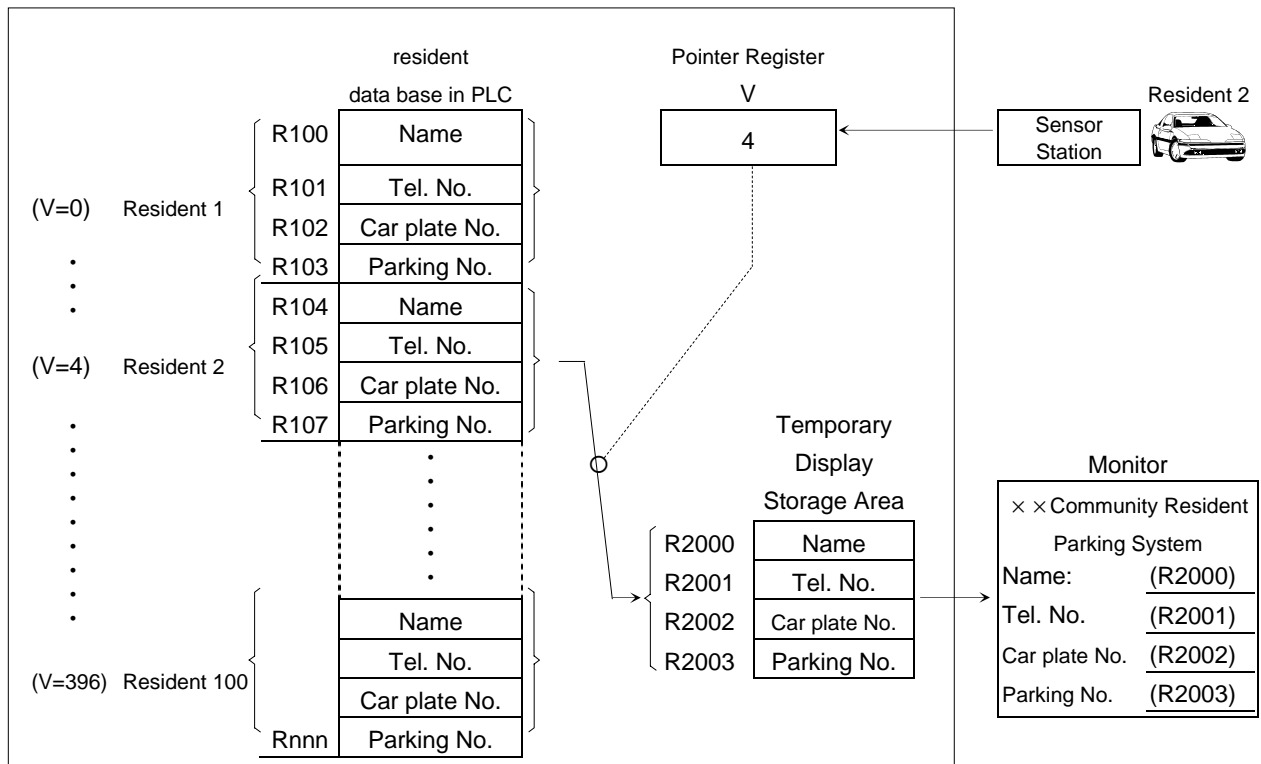 resident
data base in PLC
Pointer Register
V
4
Sensor
Station
Resident 2
(V=0) Resident 1
R100 Name
R101 Tel. No.
R102 Car plate No.
R103 Parking No.
(V=4) Resident 2
R104 Name
R105 Tel. No.
R106 Car plate No.
R107 Parking No.
(V=396) Resident 100
Name
Tel. No.
Car plate No.
Rnnn Parking No.
Temporary
Display
Storage Area
R2000 Name
R2001 Tel. No.
R2002 Car plate No.
R2003 Parking No.
Monitor
××Community Resident
Parking System
Name: (R2000)
Tel. No. (R2001)
Car plate No. (R2002)
Parking No. (R2003)